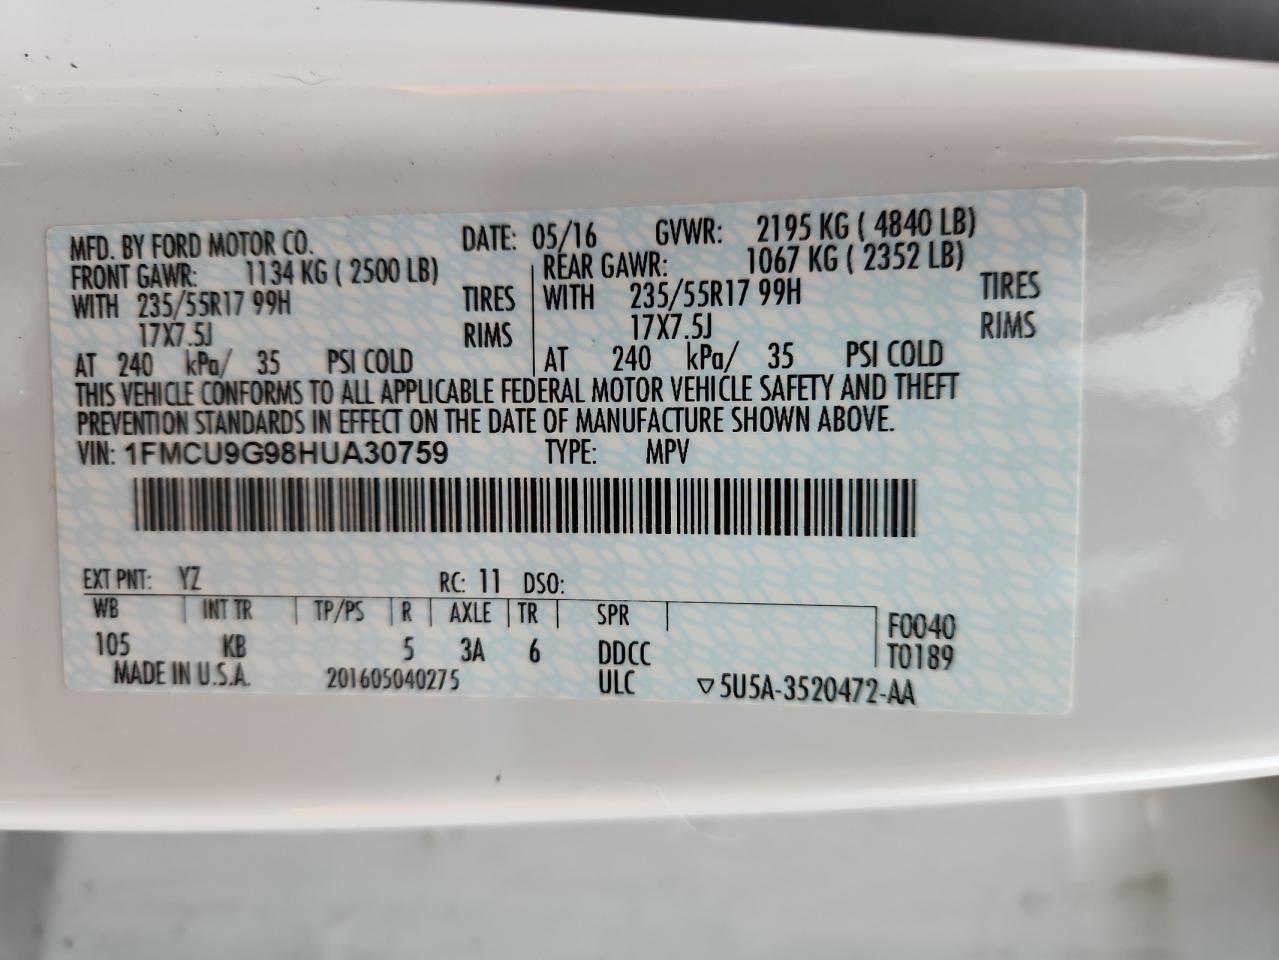 MFD. BY FORD MOTOR CO. DATE: 05/16 GVWR: 2195 KG ( 4840 LB)
FRONT GAWR: 1134 KG ( 2500 LB) REAR GAWR: 1067 KG ( 2352 LB)
WITH 235/55R17 99H TIRES WITH 235/55R17 99H TIRES
17X7.5J RIMS 17X7.5J RIMS
AT 240 kPa/ 35 PSI COLD AT 240 kPa/ 35 PSI COLD
THIS VEHICLE CONFORMS TO ALL APPLICABLE FEDERAL MOTOR VEHICLE SAFETY AND THEFT
PREVENTION STANDARDS IN EFFECT ON THE DATE OF MANUFACTURE SHOWN ABOVE.
VIN: 1FMCU9G98HUA30759 TYPE: MPV
EXT PNT: YZ RC: 11 DSO:
WB INT TR TP/PS R AXLE TR SPR F0040
105 KB 5 3A 6 DDCC T0189
MADE IN U.S.A. 201605040275 ULC ▽5U5A-3520472-AA